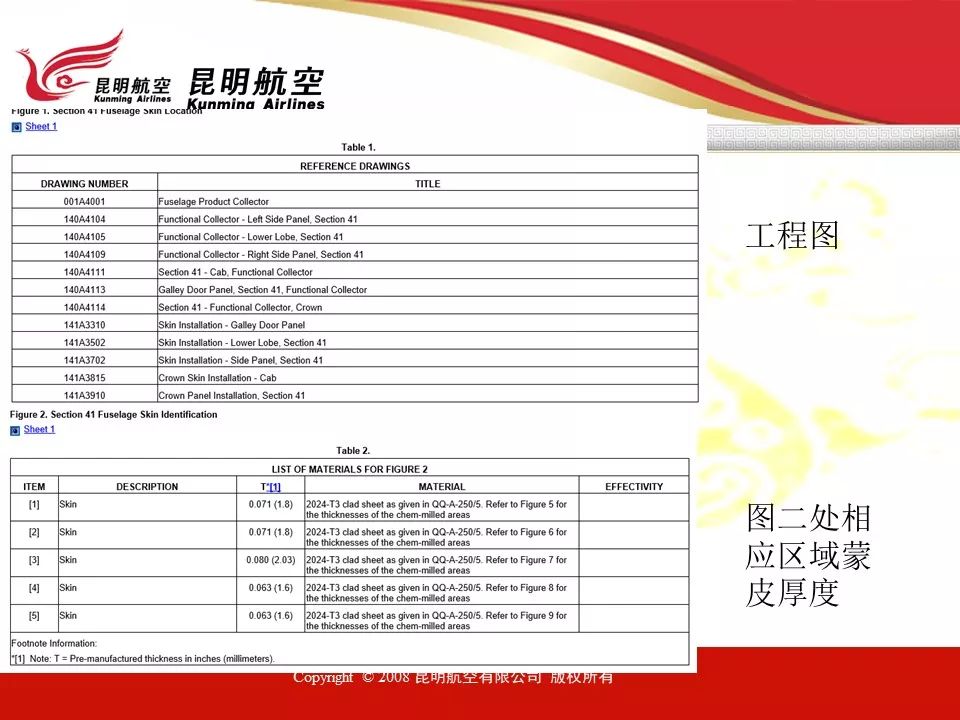 昆明航空
Kunming Airlines
昆明航空
Kunming Airlines
Figure 1. Section 41 Fuselage Skin Location
Sheet 1
Table 1.
REFERENCE DRAWINGS
DRAWING NUMBER TITLE
001A4001 Fuselage Product Collector
140A4104 Functional Collector - Left Side Panel, Section 41
140A4105 Functional Collector - Lower Lobe, Section 41
140A4109 Functional Collector - Right Side Panel, Section 41
140A4111 Section 41 - Cab, Functional Collector
140A4113 Galley Door Panel, Section 41, Functional Collector
140A4114 Section 41 - Functional Collector, Crown
141A3310 Skin Installation - Galley Door Panel
141A3502 Skin Installation - Lower Lobe, Section 41
141A3702 Skin Installation - Side Panel, Section 41
141A3815 Crown Skin Installation - Cab
141A3910 Crown Panel Installation, Section 41
工程图
Figure 2. Section 41 Fuselage Skin Identification
Sheet 1
Table 2.
LIST OF MATERIALS FOR FIGURE 2
ITEM DESCRIPTION T*[1] MATERIAL EFFECTIVITY
[1] Skin 0.071 (1.8) 2024-T3 clad sheet as given in QQ-A-250/5. Refer to Figure 5 for
the thicknesses of the chem-milled areas
[2] Skin 0.071 (1.8) 2024-T3 clad sheet as given in QQ-A-250/5. Refer to Figure 6 for
the thicknesses of the chem-milled areas
[3] Skin 0.080 (2.03) 2024-T3 clad sheet as given in QQ-A-250/5. Refer to Figure 7 for
the thicknesses of the chem-milled areas
[4] Skin 0.063 (1.6) 2024-T3 clad sheet as given in QQ-A-250/5. Refer to Figure 8 for
the thicknesses of the chem-milled areas
[5] Skin 0.063 (1.6) 2024-T3 clad sheet as given in QQ-A-250/5. Refer to Figure 9 for
the thicknesses of the chem-milled areas
Footnote Information:
*[1] Note: T = Pre-manufactured thickness in inches (millimeters).
图二处相
应区域蒙
皮厚度
Copyright © 2008 昆明航空有限公司 版权所有